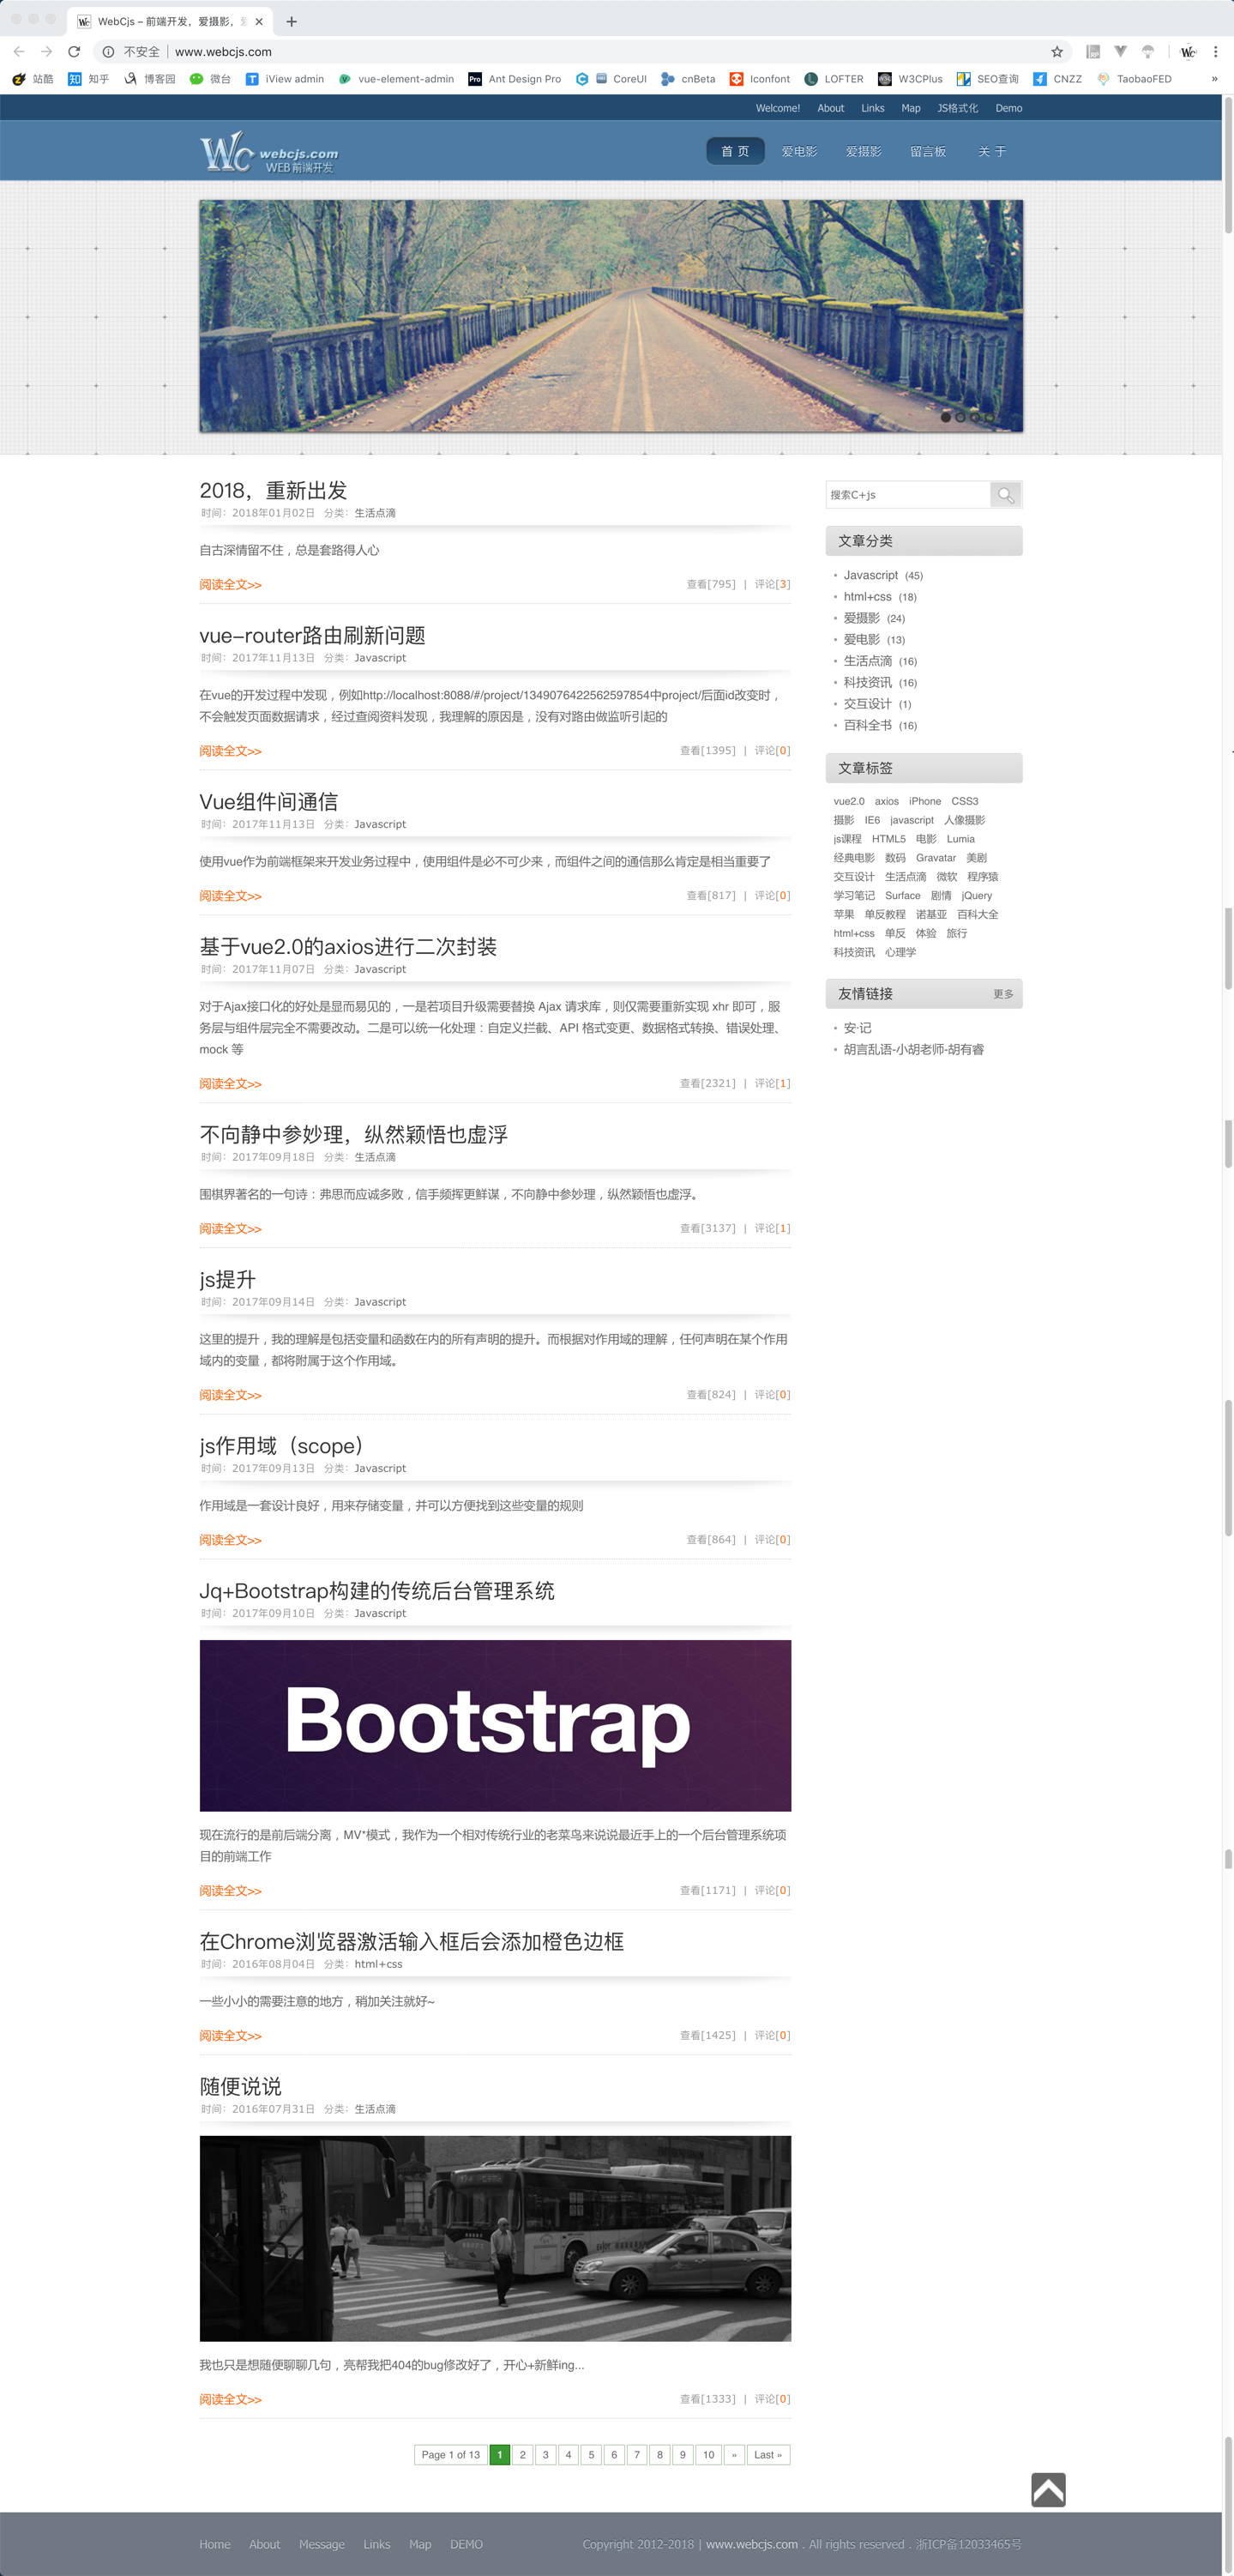 WebCjs – 前端开发，爱摄影，
不安全 www.webcjs.com
站酷 知乎 博客园 微台 iView admin vue-element-admin Ant Design Pro CoreUI cnBeta Iconfont LOFTER W3CPlus SEO查询 CNZZ TaobaoFED »
Welcome! About Links Map JS格式化 Demo
Wc webcjs.com
WEB前端开发
首 页 爱电影 爱摄影 留言板 关 于
2018，重新出发
时间：2018年01月02日 分类：生活点滴
自古深情留不住，总是套路得人心
阅读全文>> 查看[795] | 评论[3]
vue-router路由刷新问题
时间：2017年11月13日 分类：Javascript
在vue的开发过程中发现，例如http://localhost:8088/#/project/1349076422562597854中project/后面id改变时，
不会触发页面数据请求，经过查阅资料发现，我理解的原因是，没有对路由做监听引起的
阅读全文>> 查看[1395] | 评论[0]
Vue组件间通信
时间：2017年11月13日 分类：Javascript
使用vue作为前端框架来开发业务过程中，使用组件是必不可少来，而组件之间的通信那么肯定是相当重要了
阅读全文>> 查看[817] | 评论[0]
基于vue2.0的axios进行二次封装
时间：2017年11月07日 分类：Javascript
对于Ajax接口化的好处是显而易见的，一是若项目升级需要替换 Ajax 请求库，则仅需要重新实现 xhr 即可，服
务层与组件层完全不需要改动。二是可以统一化处理：自定义拦截、API 格式变更、数据格式转换、错误处理、
mock 等
阅读全文>> 查看[2321] | 评论[1]
不向静中参妙理，纵然颖悟也虚浮
时间：2017年09月18日 分类：生活点滴
围棋界著名的一句诗：弗思而应诚多败，信手频挥更鲜谋，不向静中参妙理，纵然颖悟也虚浮。
阅读全文>> 查看[3137] | 评论[1]
js提升
时间：2017年09月14日 分类：Javascript
这里的提升，我的理解是包括变量和函数在内的所有声明的提升。而根据对作用域的理解，任何声明在某个作用
域内的变量，都将附属于这个作用域。
阅读全文>> 查看[824] | 评论[0]
js作用域（scope）
时间：2017年09月13日 分类：Javascript
作用域是一套设计良好，用来存储变量，并可以方便找到这些变量的规则
阅读全文>> 查看[864] | 评论[0]
Jq+Bootstrap构建的传统后台管理系统
时间：2017年09月10日 分类：Javascript
Bootstrap
现在流行的是前后端分离，MV*模式，我作为一个相对传统行业的老菜鸟来说说最近手上的一个后台管理系统项
目的前端工作
阅读全文>> 查看[1171] | 评论[0]
在Chrome浏览器激活输入框后会添加橙色边框
时间：2016年08月04日 分类：html+css
一些小小的需要注意的地方，稍加关注就好~
阅读全文>> 查看[1425] | 评论[0]
随便说说
时间：2016年07月31日 分类：生活点滴
我也只是想随便聊聊几句，亮帮我把404的bug修改好了，开心+新鲜ing...
阅读全文>> 查看[1333] | 评论[0]
Page 1 of 13 1 2 3 4 5 6 7 8 9 10 » Last »
搜索C+js
文章分类
Javascript (45)
html+css (18)
爱摄影 (24)
爱电影 (13)
生活点滴 (16)
科技资讯 (16)
交互设计 (1)
百科全书 (16)
文章标签
vue2.0 axios iPhone CSS3
摄影 IE6 javascript 人像摄影
js课程 HTML5 电影 Lumia
经典电影 数码 Gravatar 美剧
交互设计 生活点滴 微软 程序猿
学习笔记 Surface 剧情 jQuery
苹果 单反教程 诺基亚 百科大全
html+css 单反 体验 旅行
科技资讯 心理学
友情链接 更多
安·记
胡言乱语-小胡老师-胡有睿
Home About Message Links Map DEMO
Copyright 2012-2018 | www.webcjs.com . All rights reserved . 浙ICP备12033465号